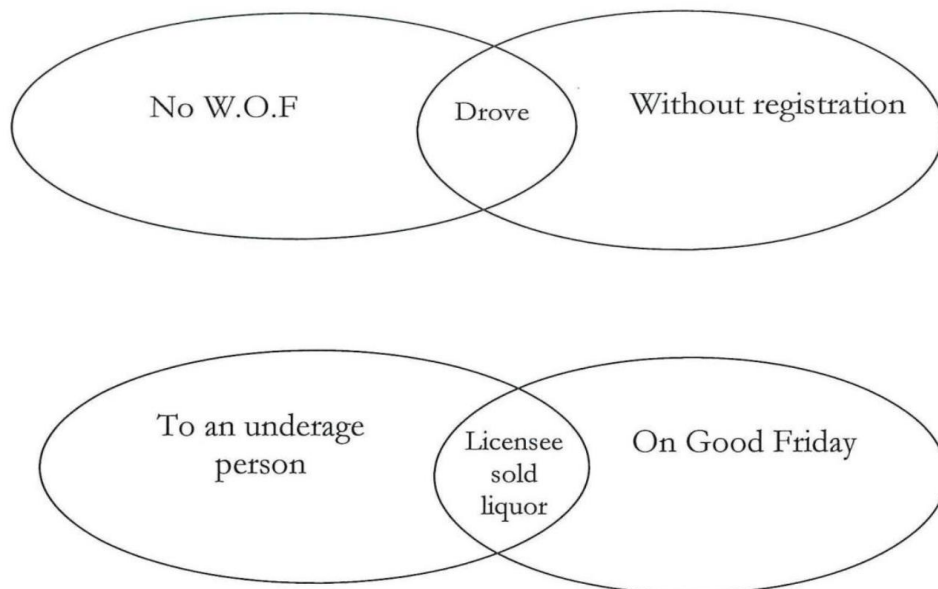 No W.O.F
Drove
Without registration
To an underage
person
Licensee
sold
liquor
On Good Friday